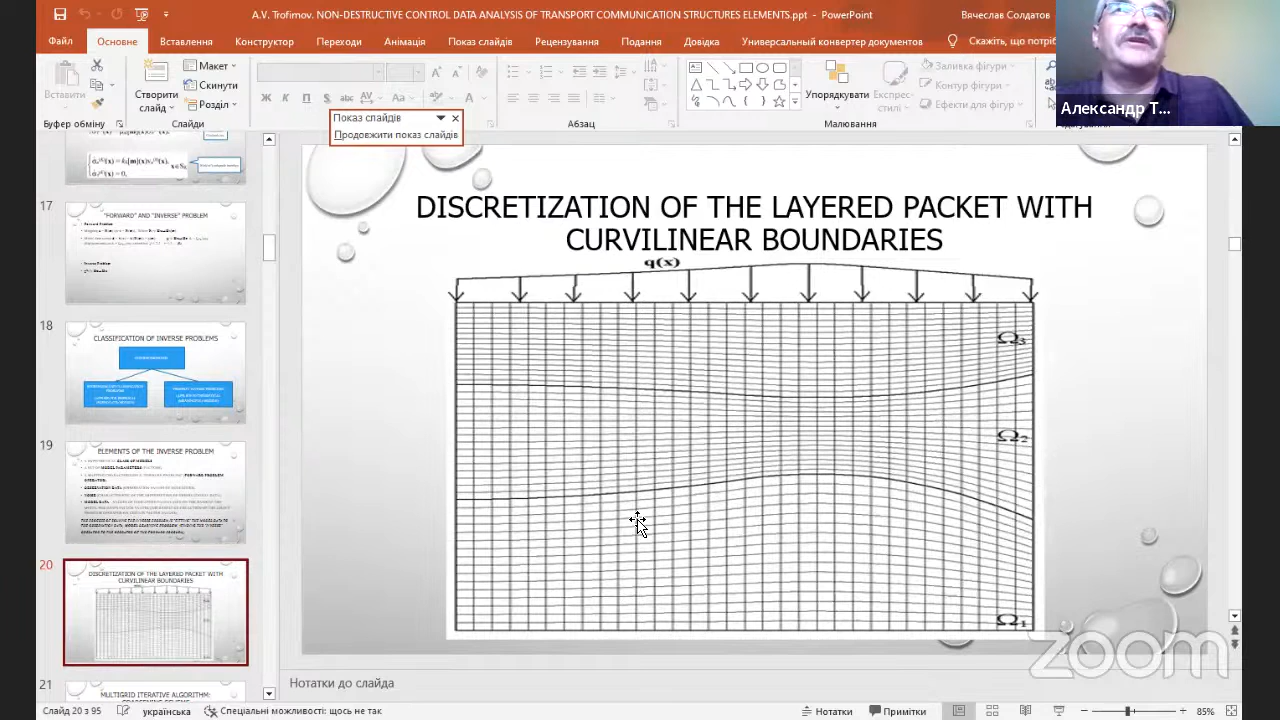 A.V. Trofimov. NON-DESTRUCTIVE CONTROL DATA ANALYSIS OF TRANSPORT COMMUNICATION STRUCTURES ELEMENTS.ppt - PowerPoint
Вячеслав Солдатов
Файл Основне Вставлення Конструктор Переходи Анімація Показ слайдів Рецензування Подання Довідка Универсальный конвертер документов Скажіть, що потріб
Вставити
Створити слайд
Макет
Скинути
Розділ
Упорядкувати
Експрес-стилі
Заливка фігури
Контур фігури
Ефекти для фігур
Буфер обміну
Слайди
Абзац
Малювання
Александр Т...
Показ слайдів
Продовжити показ слайдів
17
"FORWARD" AND "INVERSE" PROBLEM
18
CLASSIFICATION OF INVERSE PROBLEMS
19
ELEMENTS OF THE INVERSE PROBLEM
20
DISCRETIZATION OF THE LAYERED PACKET WITH
CURVILINEAR BOUNDARIES
21
MULTIGRID ITERATIVE ALGORITHM:
DISCRETIZATION OF THE LAYERED PACKET WITH
CURVILINEAR BOUNDARIES
q(x)
Ω3
Ω2
Ω1
zoom
Нотатки до слайда
Слайд 20 з 95 українська Спеціальні можливості: щось не так Нотатки Примітки 85%